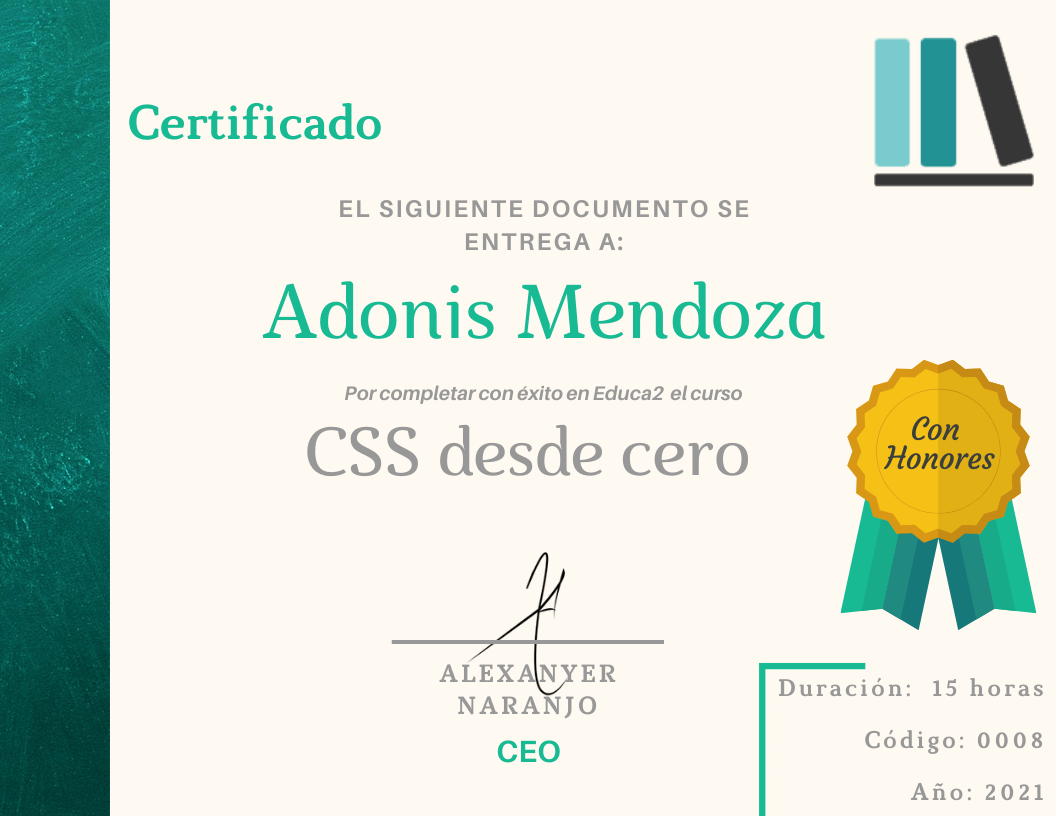 Certificado
EL SIGUIENTE DOCUMENTO SE
ENTREGA A:
Adonis Mendoza
Por completar con éxito en Educa2 el curso
CSS desde cero
Con
Honores
ALEXANYER
NARANJO
CEO
Duración: 15 horas
Código: 0008
Año: 2021